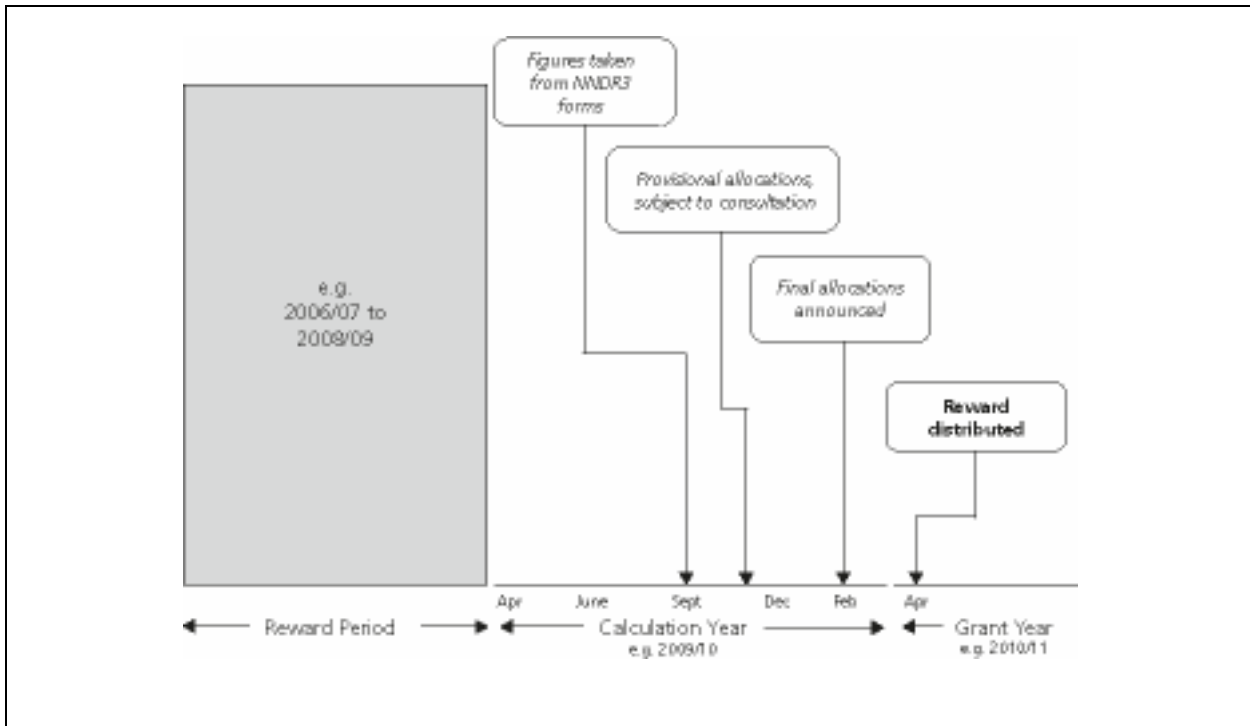 Figures taken
from NNDR3
forms
Provisional allocations,
subject to consultation
Final allocations
announced
e.g.
2006/07 to
2008/09
Reward
distributed
Apr June Sept Dec Feb Apr
Reward Period Calculation Year Grant Year
e.g. 2009/10 e.g. 2010/11